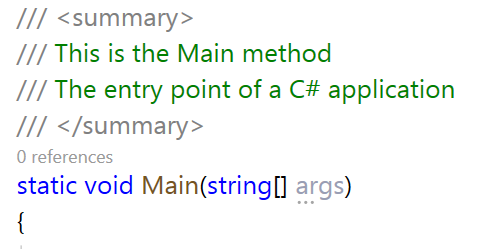 /// <summary>
/// This is the Main method
/// The entry point of a C# application
/// </summary>
0 references
static void Main(string[] args)
{